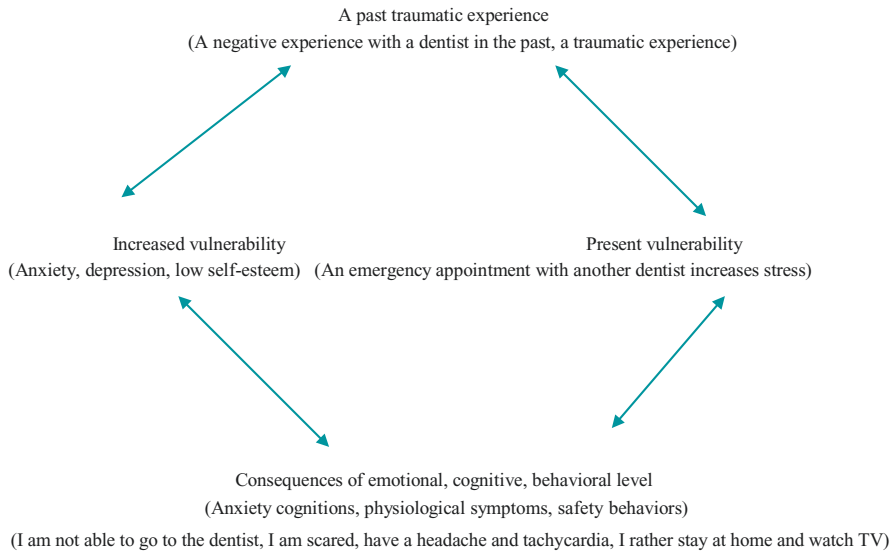 A past traumatic experience
(A negative experience with a dentist in the past, a traumatic experience)
Increased vulnerability
(Anxiety, depression, low self-esteem)
Present vulnerability
(An emergency appointment with another dentist increases stress)
Consequences of emotional, cognitive, behavioral level
(Anxiety cognitions, physiological symptoms, safety behaviors)
(I am not able to go to the dentist, I am scared, have a headache and tachycardia, I rather stay at home and watch TV)